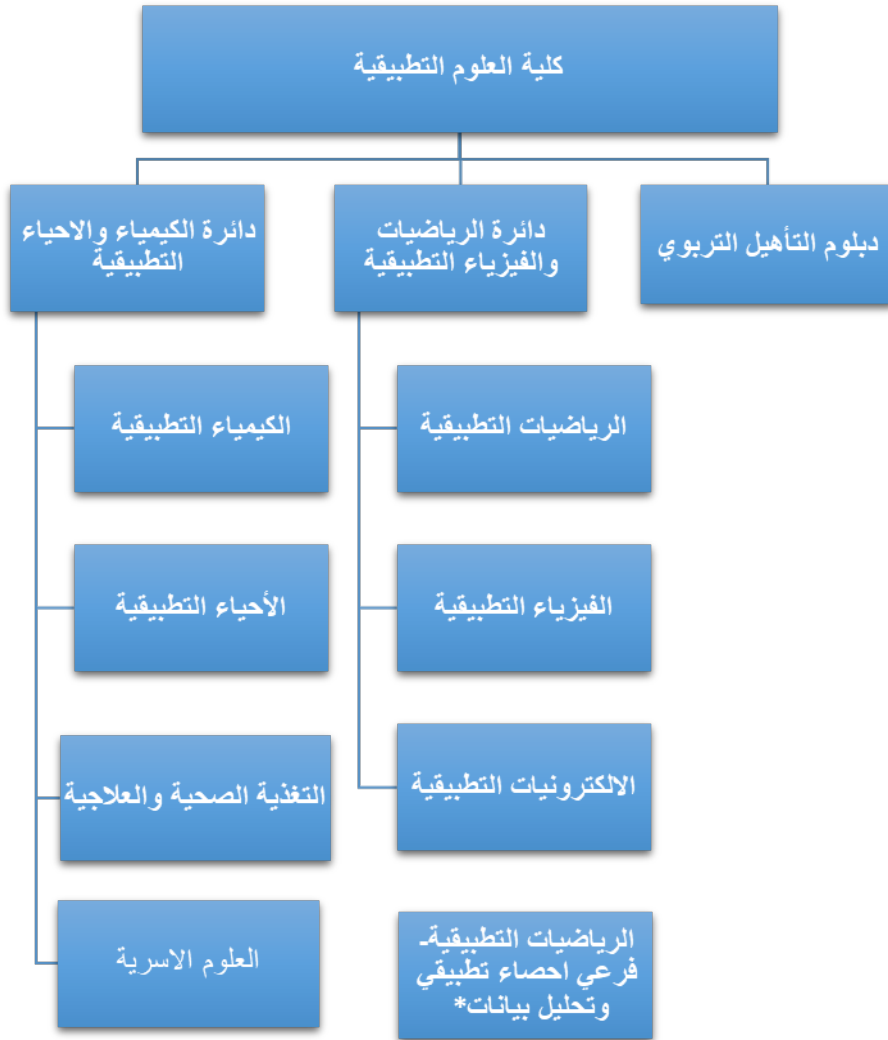 كلية العلوم التطبيقية
دبلوم التأهيل التربوي
دائرة الرياضيات
والفيزياء التطبيقية
دائرة الكيمياء والاحياء
التطبيقية
الرياضيات التطبيقية
الفيزياء التطبيقية
الالكترونيات التطبيقية
الرياضيات التطبيقية-
فرعي احصاء تطبيقي
وتحليل بيانات*
الكيمياء التطبيقية
الأحياء التطبيقية
التغذية الصحية والعلاجية
العلوم الاسرية